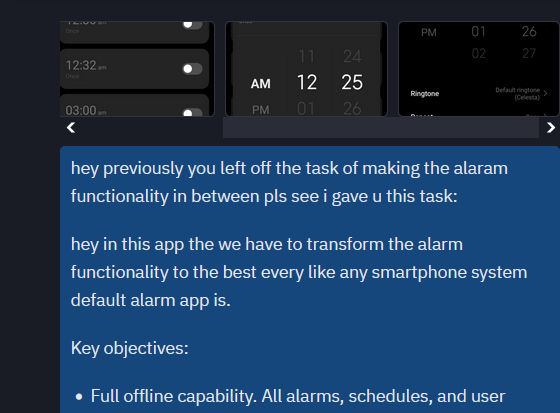 12:32 am
Once
03:00 am
11 24
AM 12 25
PM 01 26
PM 01 26
02 27
Ringtone Default ringtone
(Celesta)
hey previously you left off the task of making the alaram
functionality in between pls see i gave u this task:
hey in this app the we have to transform the alarm
functionality to the best every like any smartphone system
default alarm app is.
Key objectives:
• Full offline capability. All alarms, schedules, and user